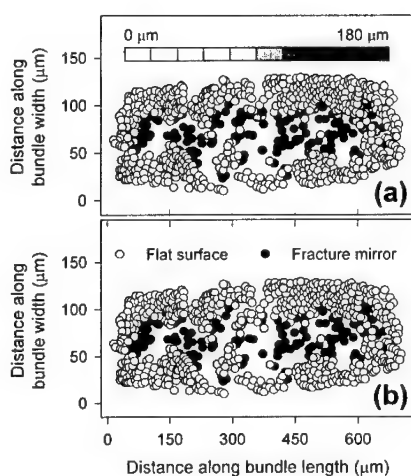 0 µm 180 µm
150
100
50
0
Distance along
bundle width (µm)
(a)
Flat surface Fracture mirror
150
100
50
0
Distance along
bundle width (µm)
(b)
0 150 300 450 600
Distance along bundle length (µm)